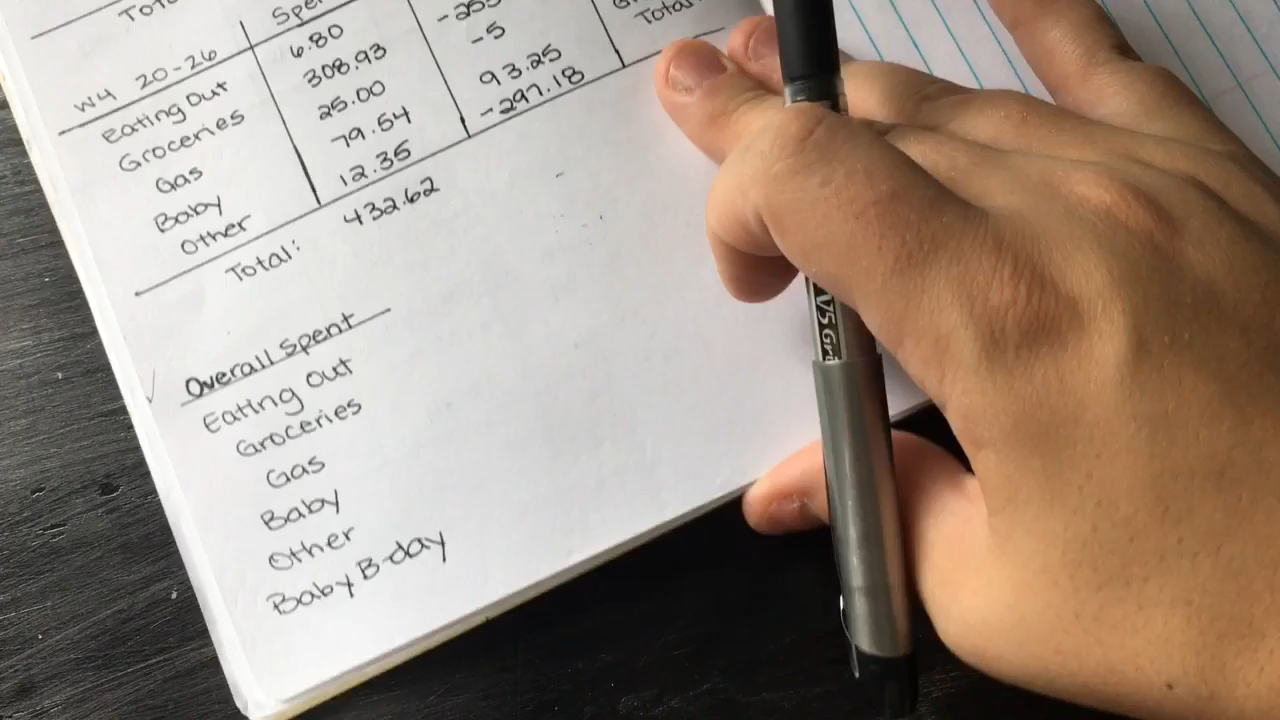 W4 20-26
Eating Out 6.80
Groceries 308.93 -5
Gas 25.00 93.25
Baby 79.54 -297.18
Other 12.35
Total: 432.62
Overall Spent
Eating out
Groceries
Gas
Baby
Other
Baby B-day
V5